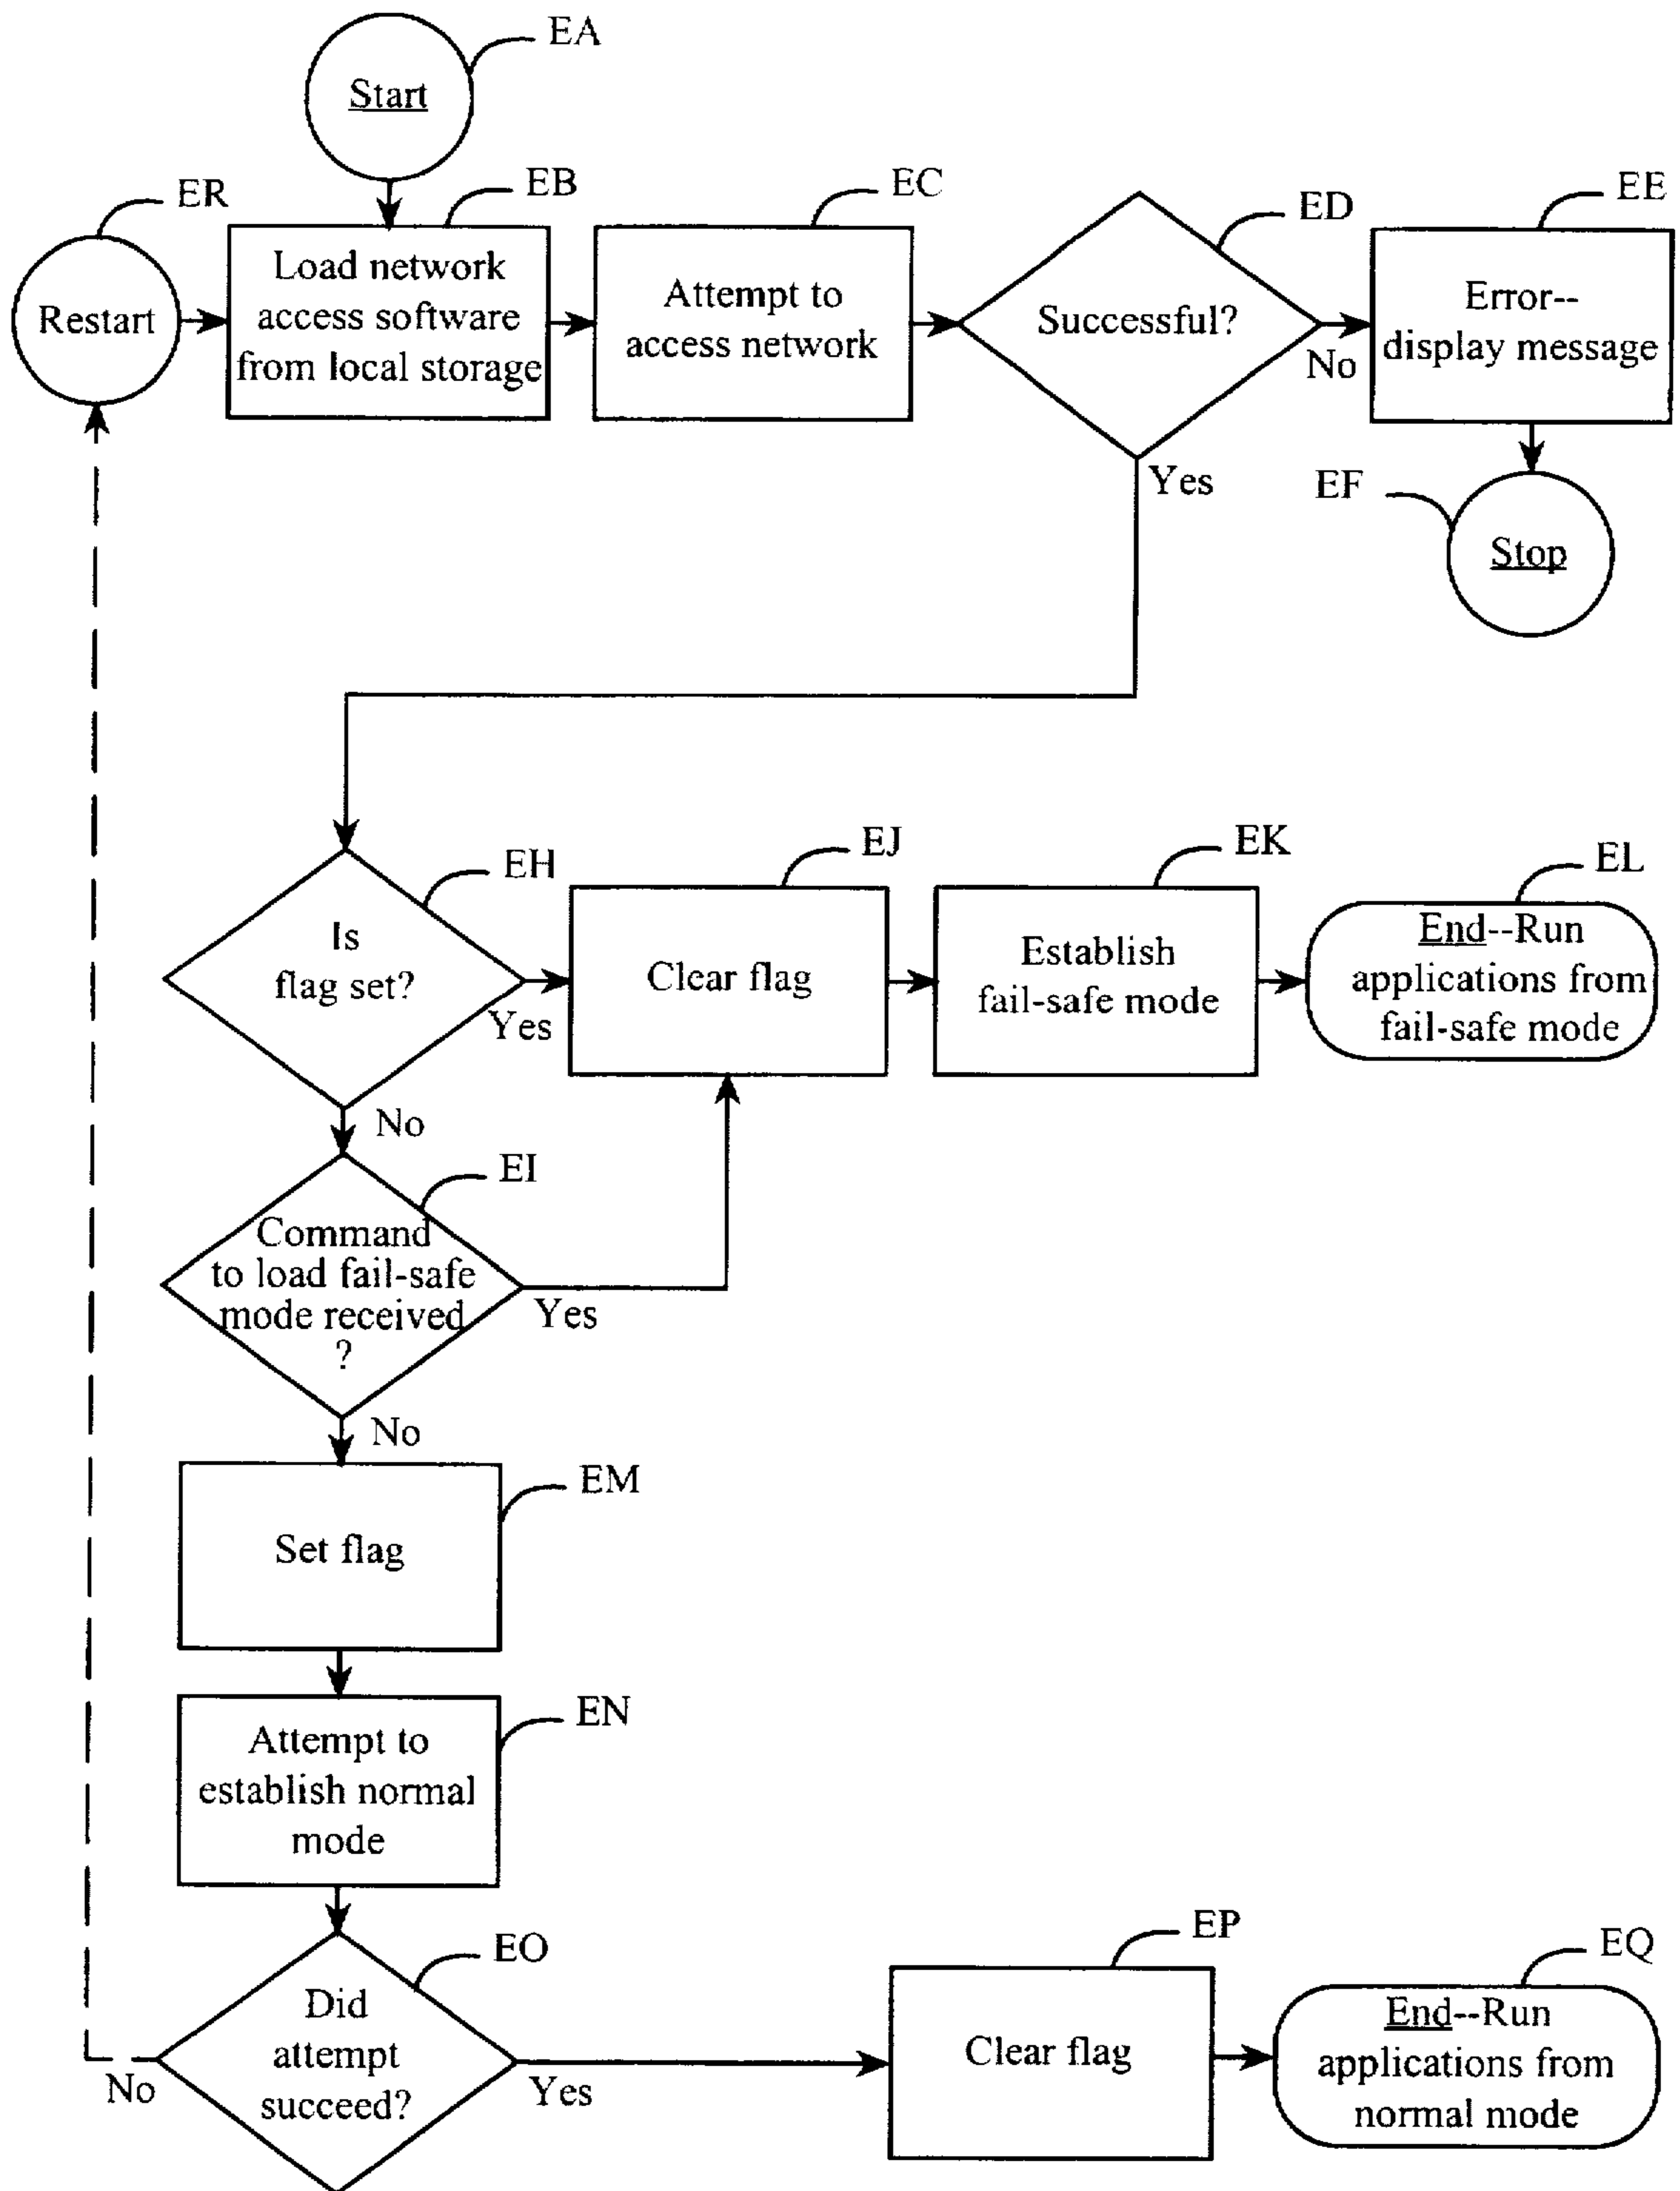 EA
Start
ER
EB
EC
ED
EE
Restart
Load network
access software
from local storage
Attempt to
access network
Successful?
No
Yes
Error--
display message
EF
Stop
EH
Is
flag set?
Yes
No
EJ
Clear flag
EK
Establish
fail-safe mode
EL
End--Run
applications from
fail-safe mode
EI
Command
to load fail-safe
mode received
?
Yes
No
EM
Set flag
EN
Attempt to
establish normal
mode
EO
Did
attempt
succeed?
No
Yes
EP
Clear flag
EQ
End--Run
applications from
normal mode